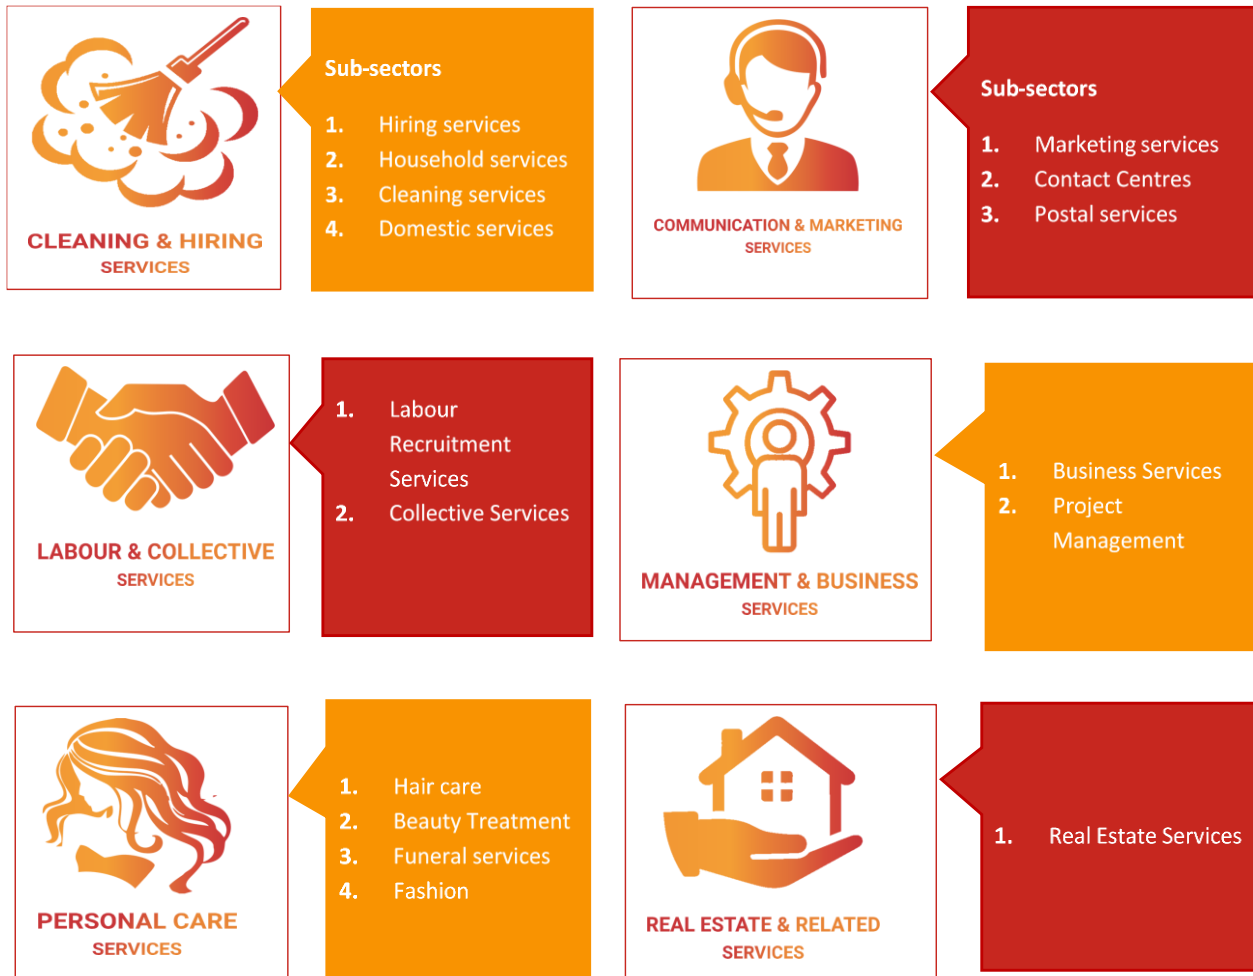 CLEANING & HIRING
SERVICES
Sub-sectors
1. Hiring services
2. Household services
3. Cleaning services
4. Domestic services
COMMUNICATION & MARKETING
SERVICES
Sub-sectors
1. Marketing services
2. Contact Centres
3. Postal services
LABOUR & COLLECTIVE
SERVICES
1. Labour
Recruitment
Services
2. Collective Services
MANAGEMENT & BUSINESS
SERVICES
1. Business Services
2. Project
Management
PERSONAL CARE
SERVICES
1. Hair care
2. Beauty Treatment
3. Funeral services
4. Fashion
REAL ESTATE & RELATED
SERVICES
1. Real Estate Services